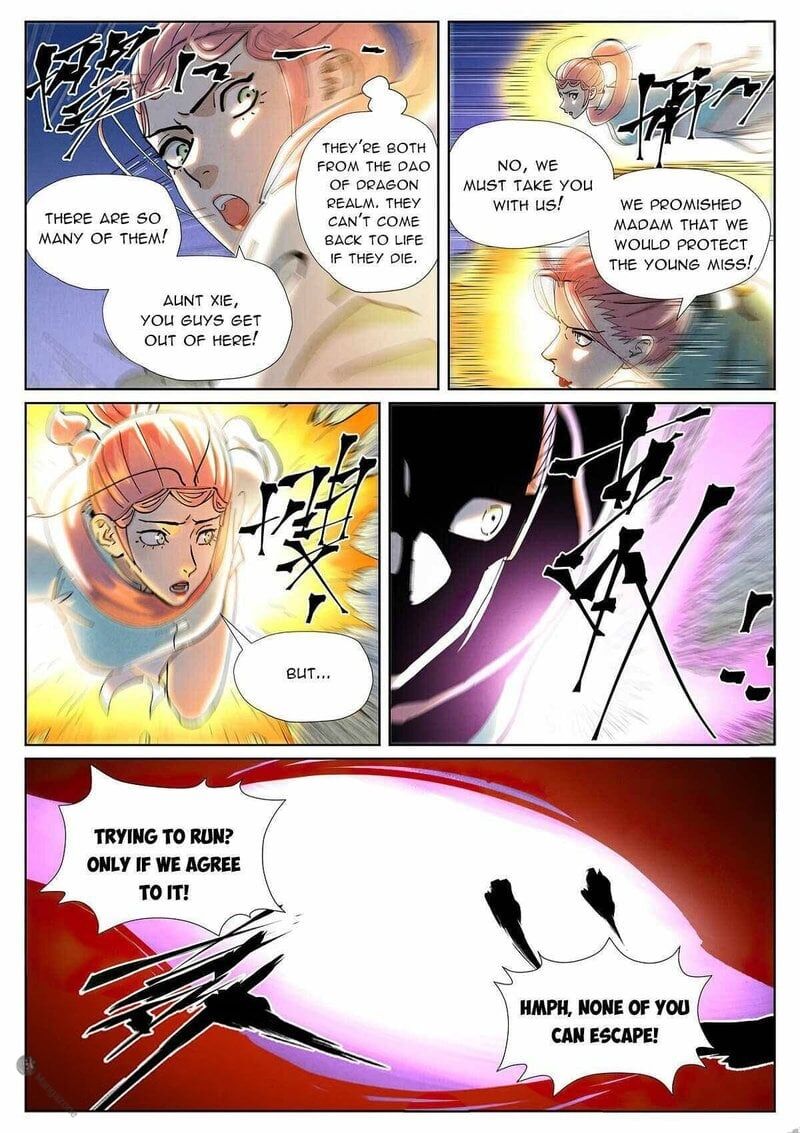 THERE ARE SO
MANY OF THEM!
AUNT XIE,
YOU GUYS GET
OUT OF HERE!
THEY'RE BOTH
FROM THE DAO
OF DRAGON
REALM. THEY
CAN'T COME
BACK TO LIFE
IF THEY DIE.
NO, WE
MUST TAKE YOU
WITH US!
WE PROMISHED
MADAM THAT WE
WOULD PROTECT
THE YOUNG MISS!
BUT...
TRYING TO RUN?
ONLY IF WE AGREE
TO IT!
HMPH, NONE OF YOU
CAN ESCAPE!